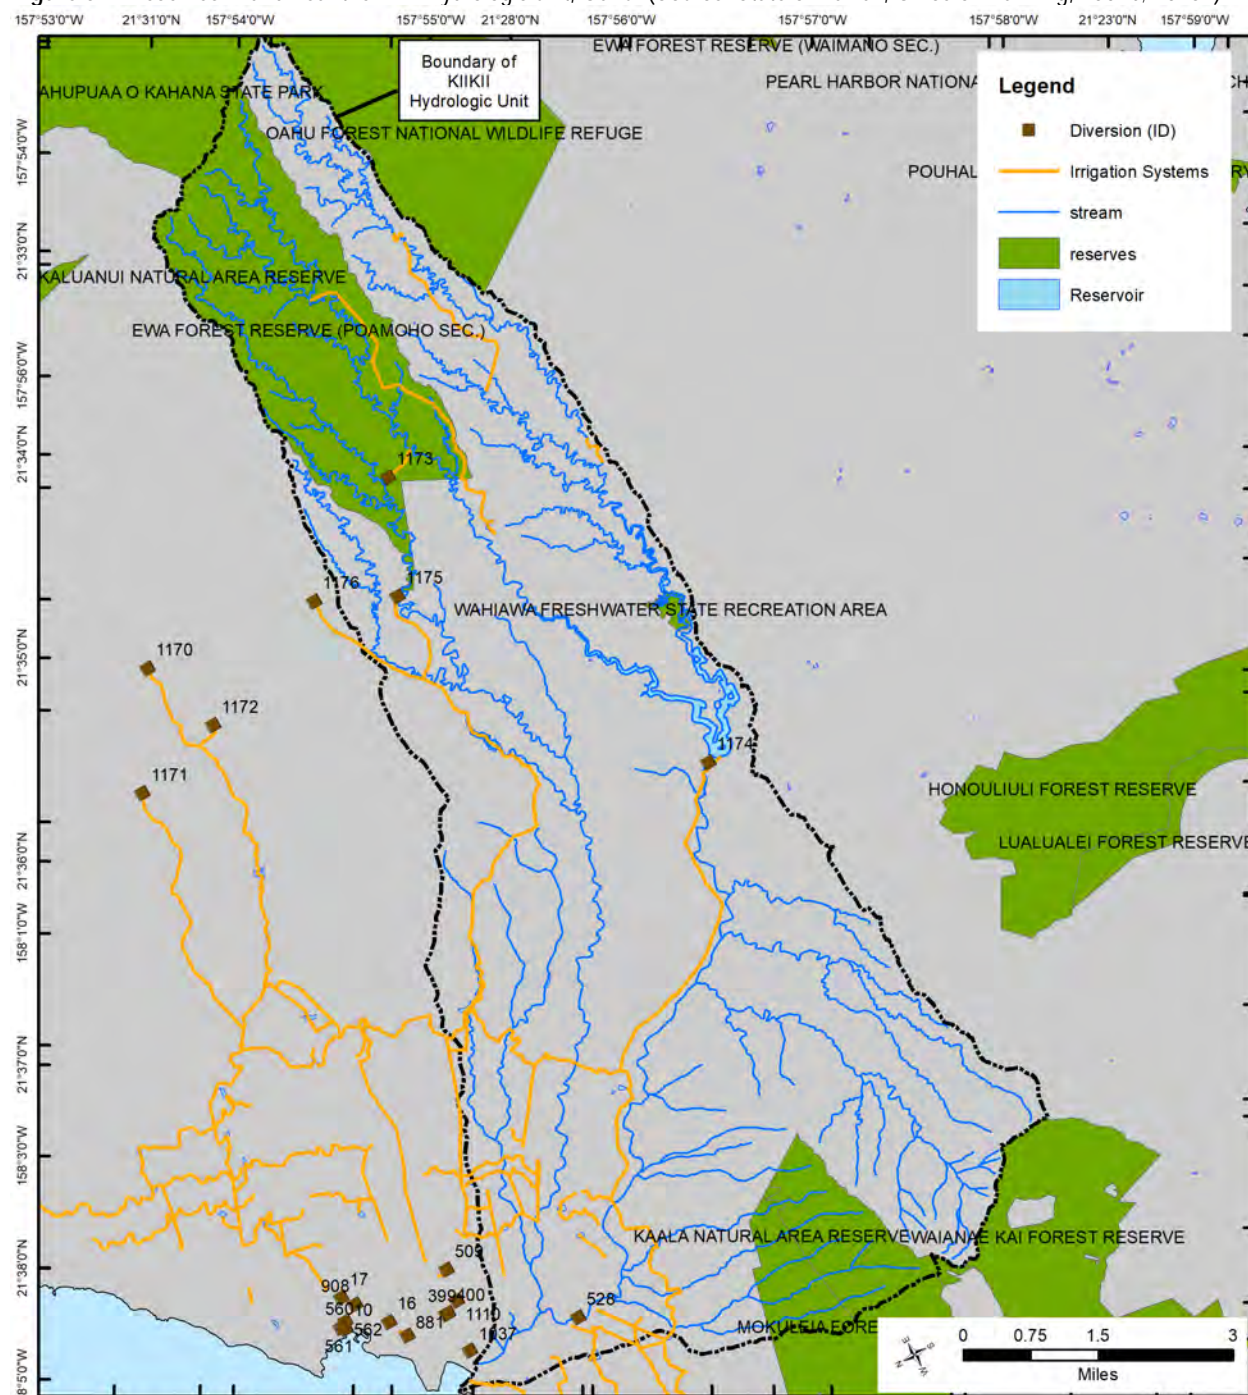 157°53'0"W 21°31'0"N 157°54'0"W 157°55'0"W 21°28'0"N 157°56'0"W 157°57'0"W 157°58'0"W 21°23'0"N 157°59'0"W
EWA FOREST RESERVE (WAIMANO SEC.)
Boundary of
KIIKII
Hydrologic Unit
PEARL HARBOR NATIONA
CH
AHUPUAA O KAHANA STATE PARK
OAHU FOREST NATIONAL WILDLIFE REFUGE
POUHAL
RY
Legend
Diversion (ID)
Irrigation Systems
stream
reserves
Reservoir
157°54'0"W
21°33'0"N
KALUANUI NATURAL AREA RESERVE
EWA FOREST RESERVE (POAMOHO SEC.)
157°56'0"W
21°34'0"N
1173
1176
1175
WAHIAWA FRESHWATER STATE RECREATION AREA
21°35'0"N
1170
1172
1174
1171
HONOULIULI FOREST RESERVE
LUALUALEI FOREST RESERVE
21°36'0"N
158°1'0"W
21°37'0"N
158°3'0"W
KAALA NATURAL AREA RESERVE
WAIANAE KAI FOREST RESERVE
21°38'0"N
509
908
17
399
400
560
10
16
1110
528
562
881
561
1137
MOKULEIA FORE
8°5'0"W
0 0.75 1.5 3
Miles
N
E
S
W